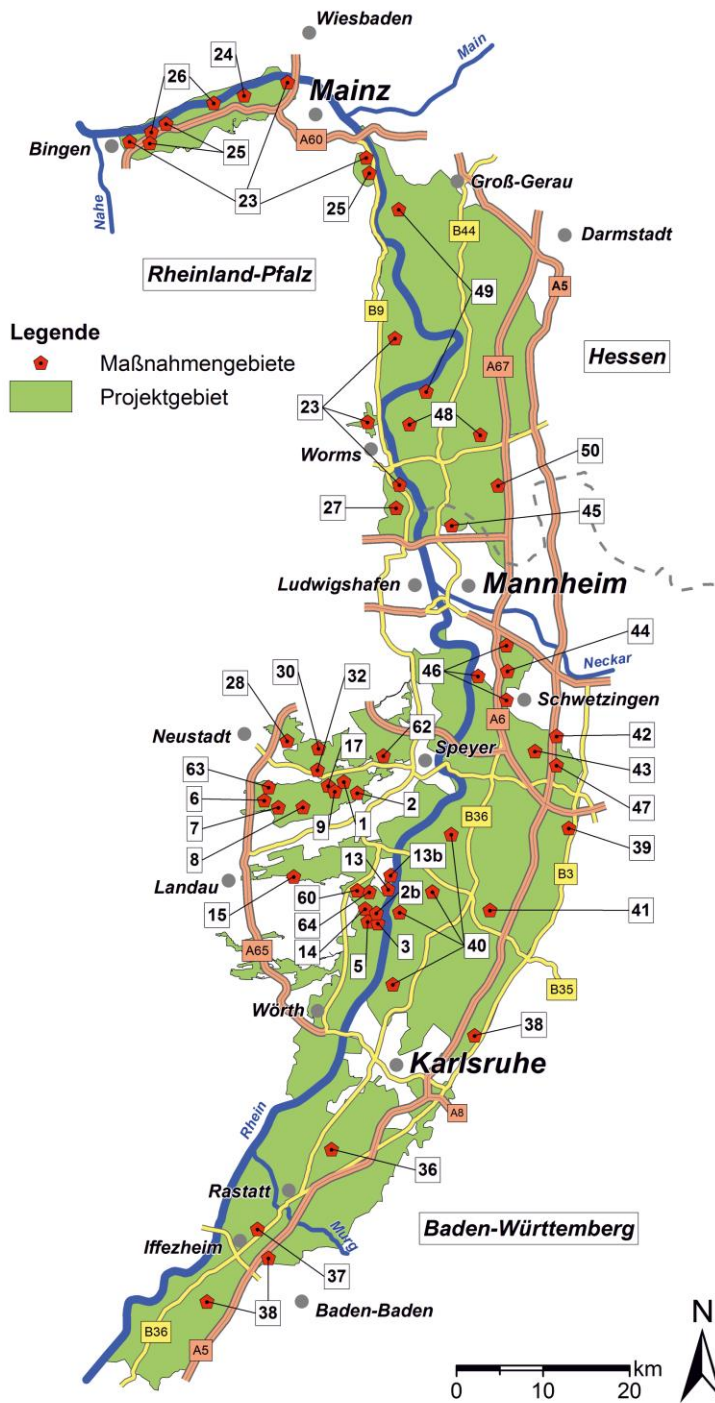 Wiesbaden
24
26
Main
Mainz
A60
Bingen
25
23
25
Nahe
Groß-Gerau
B44
Darmstadt
Rheinland-Pfalz
49
A5
B9
Legende
Maßnahmengebiete
Projektgebiet
Hessen
A67
23
48
Worms
50
27
45
Ludwigshafen
Mannheim
44
46
Neckar
30
32
28
Schwetzingen
A6
17
62
42
Neustadt
Speyer
43
63
47
6
2
7
9
1
B36
8
39
13
13b
B3
Landau
60
2b
15
64
41
14
3
40
5
A65
B35
Wörth
38
Karlsruhe
A8
Rhein
36
Rastatt
Murg
Baden-Württemberg
Iffezheim
37
38
Baden-Baden
B36
A5
N
km
0 10 20